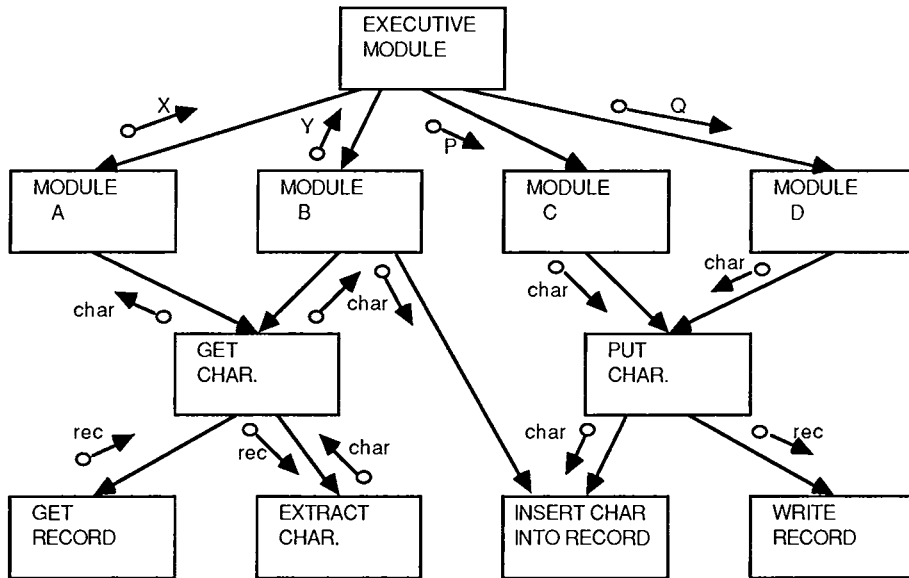 EXECUTIVE
MODULE
X
Y
P
Q
MODULE
A
MODULE
B
MODULE
C
MODULE
D
char
char
char
char
GET
CHAR.
PUT
CHAR.
rec
rec
char
char
rec
GET
RECORD
EXTRACT
CHAR.
INSERT CHAR
INTO RECORD
WRITE
RECORD